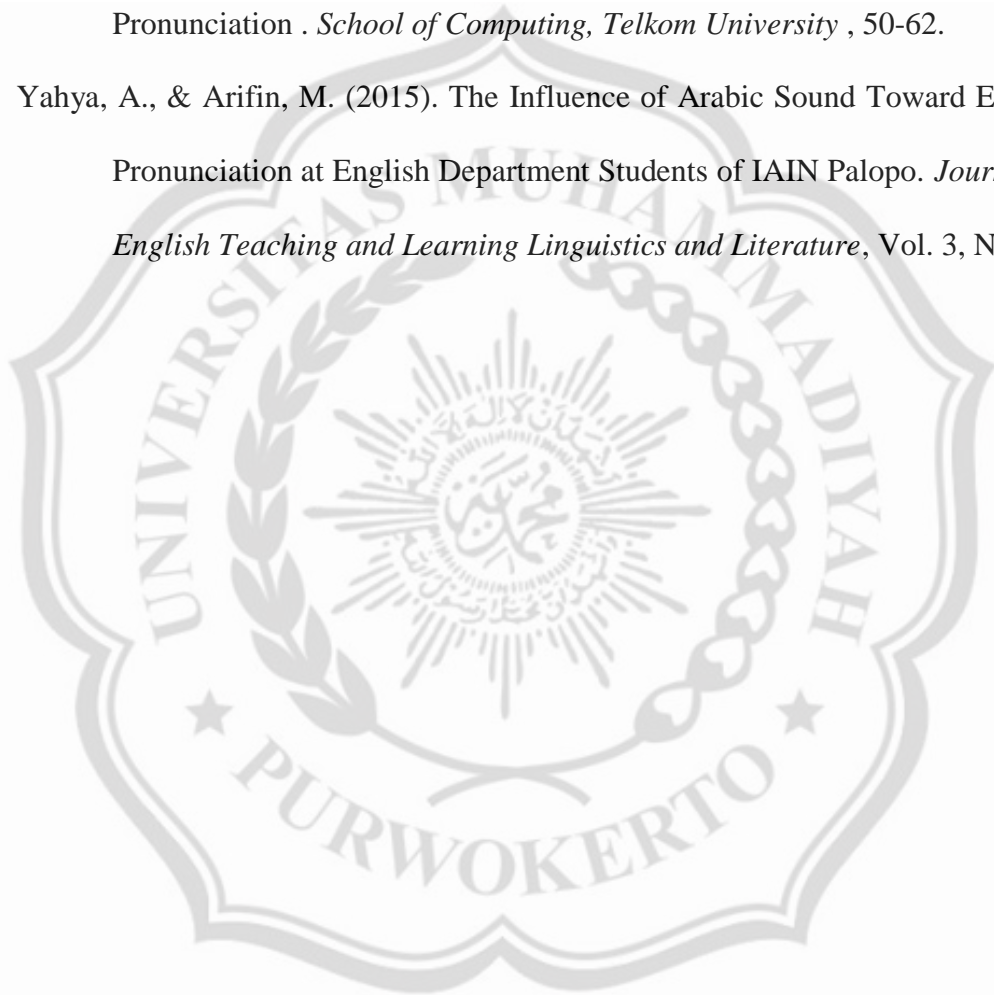 Pronunciation . School of Computing, Telkom University , 50-62.
Yahya, A., & Arifin, M. (2015). The Influence of Arabic Sound Toward E
Pronunciation at English Department Students of IAIN Palopo. Jour
English Teaching and Learning Linguistics and Literature, Vol. 3, N
UNIVERSITAS MUHAMMADIYAH
PURWOKERTO